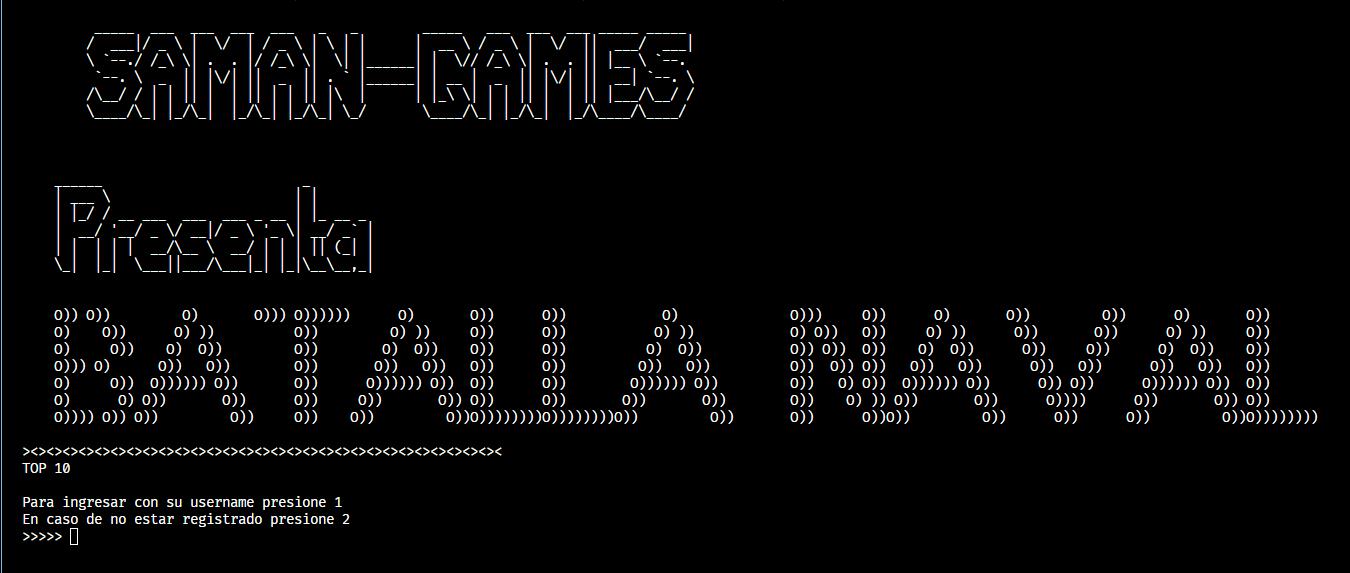 SAMAN-GAMES
Presenta
BATALLA NAVAL
><><><><><><><><><><><><><><><><><><><><><><><><><><><><><><
TOP 10
Para ingresar con su username presione 1
En caso de no estar registrado presione 2
>>>>>